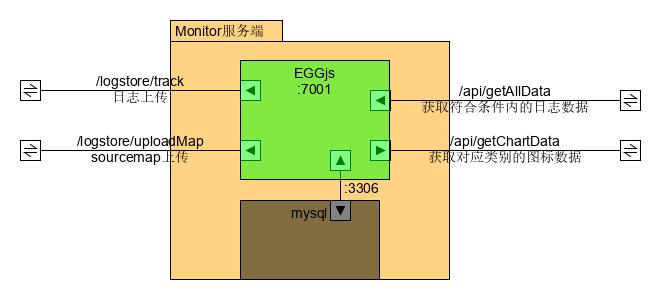 Monitor服务端
EGGjs
:7001
/logstore/track
日志上传
/api/getAllData
获取符合条件内的日志数据
/logstore/uploadMap
sourcemap上传
/api/getChartData
获取对应类别的图标数据
:3306
mysql